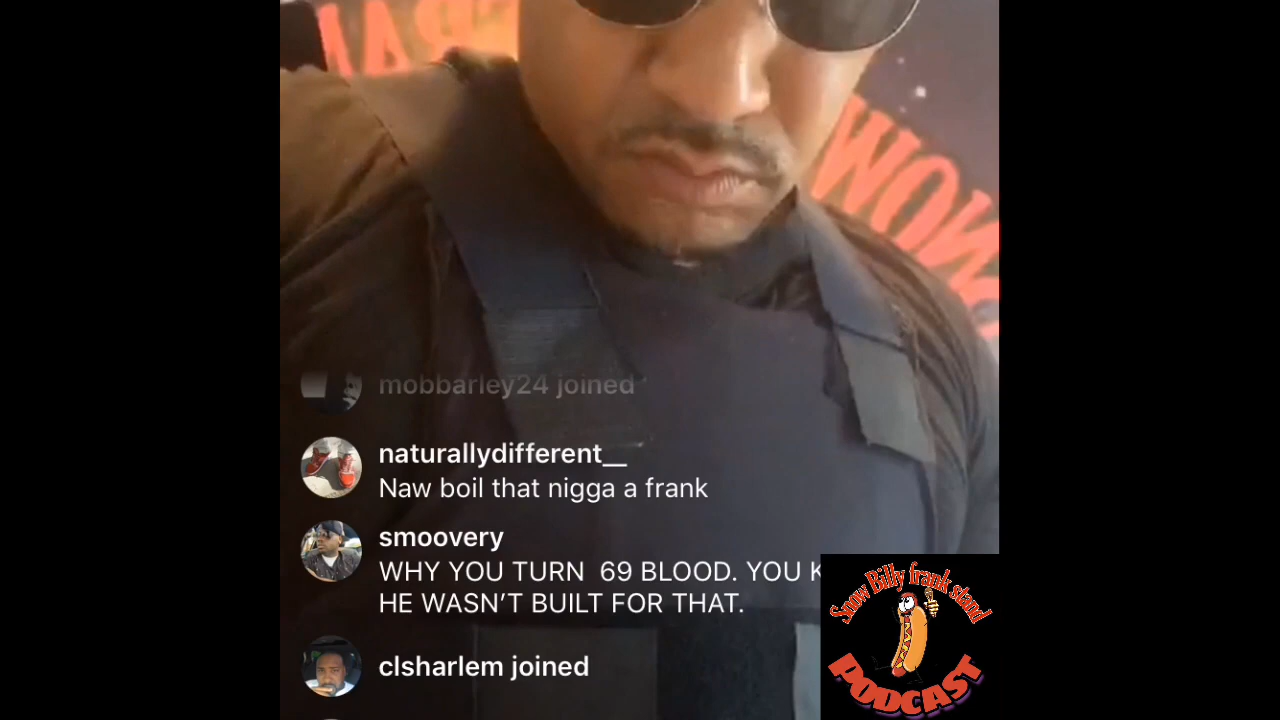 WOW
mobbarley24 joined
naturallydifferent__
Naw boil that nigga a frank
smoovery
WHY YOU TURN 69 BLOOD. YOU K
HE WASN'T BUILT FOR THAT.
clsharlem joined
Snow Billy frank stand
PODCAST